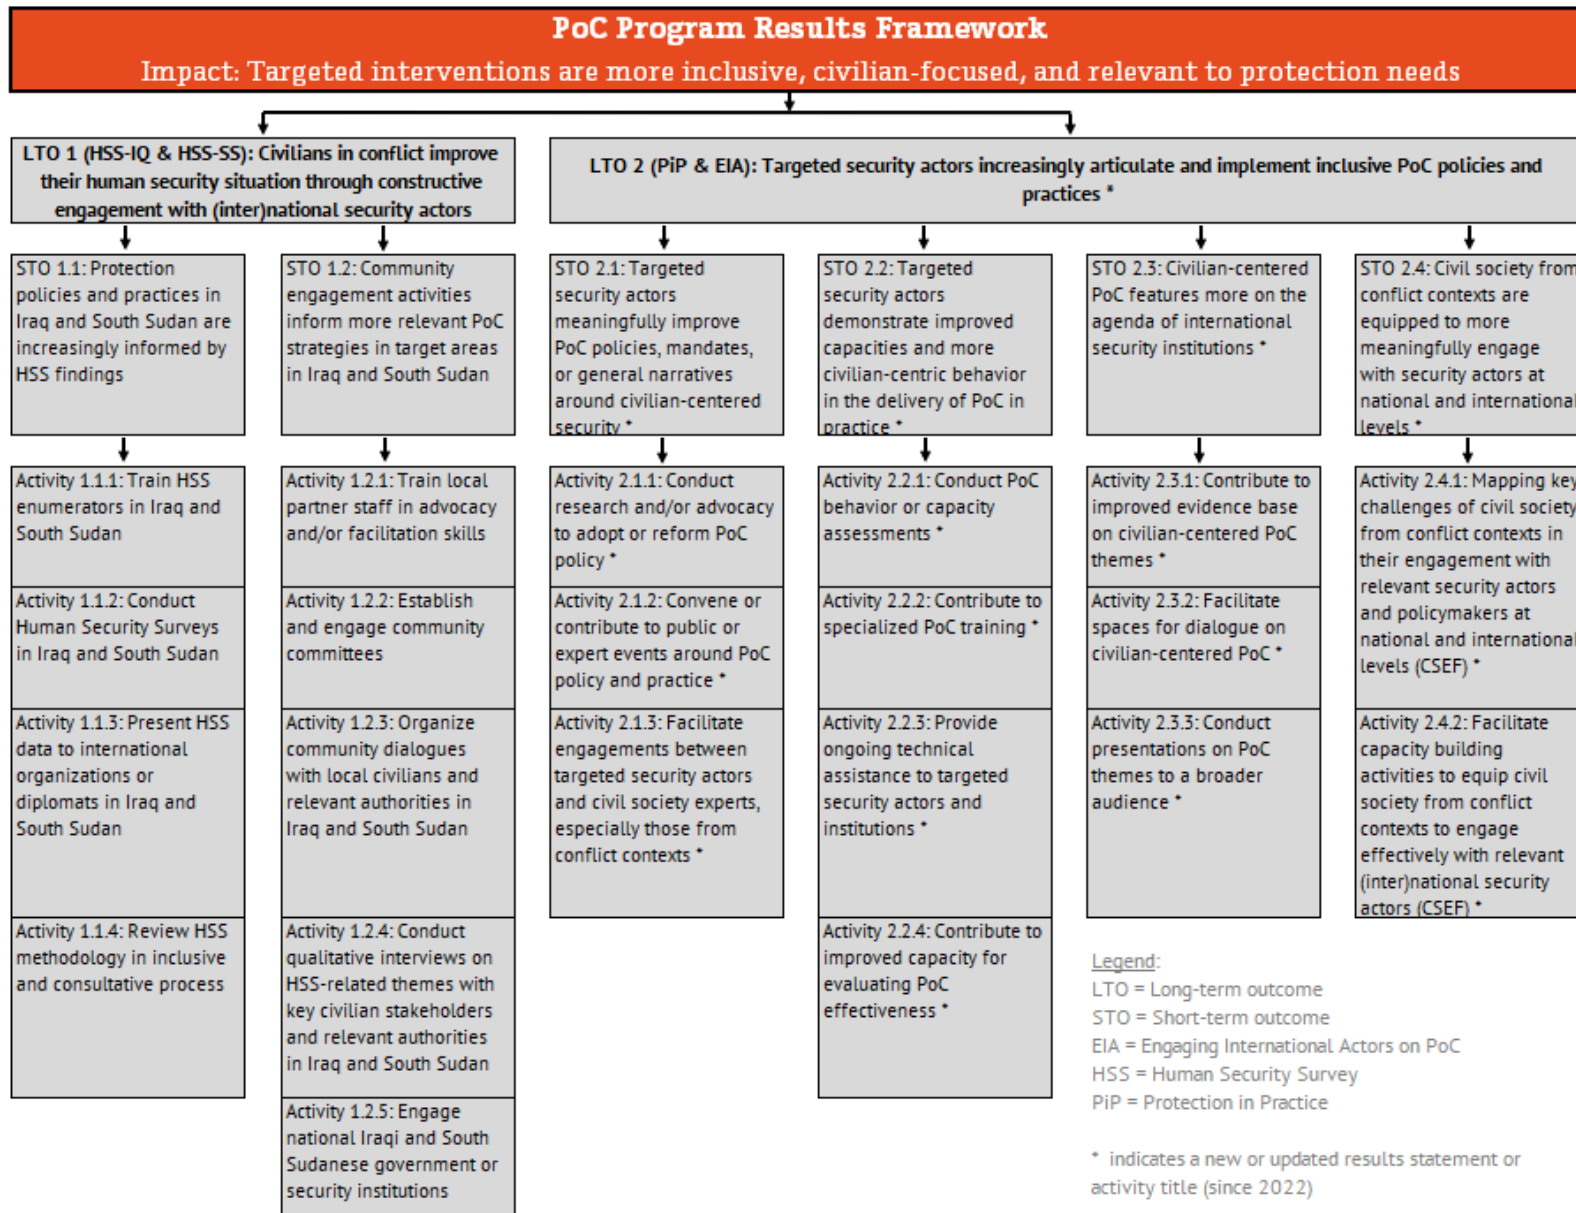 PoC Program Results Framework
Impact: Targeted interventions are more inclusive, civilian-focused, and relevant to protection needs
LTO 1 (HSS-IQ & HSS-SS): Civilians in conflict improve
their human security situation through constructive
engagement with (inter)national security actors
LTO 2 (PiP & EIA): Targeted security actors increasingly articulate and implement inclusive PoC policies and
practices *
STO 1.1: Protection
policies and practices in
Iraq and South Sudan are
increasingly informed by
HSS findings
STO 1.2: Community
engagement activities
inform more relevant PoC
strategies in target areas
in Iraq and South Sudan
STO 2.1: Targeted
security actors
meaningfully improve
PoC policies, mandates,
or general narratives
around civilian-centered
security *
STO 2.2: Targeted
security actors
demonstrate improved
capacities and more
civilian-centric behavior
in the delivery of PoC in
practice *
STO 2.3: Civilian-centered
PoC features more on the
agenda of international
security institutions *
STO 2.4: Civil society from
conflict contexts are
equipped to more
meaningfully engage
with security actors at
national and international
levels *
Activity 1.1.1: Train HSS
enumerators in Iraq and
South Sudan
Activity 1.1.2: Conduct
Human Security Surveys
in Iraq and South Sudan
Activity 1.1.3: Present HSS
data to international
organizations or
diplomats in Iraq and
South Sudan
Activity 1.1.4: Review HSS
methodology in inclusive
and consultative process
Activity 1.2.1: Train local
partner staff in advocacy
and/or facilitation skills
Activity 1.2.2: Establish
and engage community
committees
Activity 1.2.3: Organize
community dialogues
with local civilians and
relevant authorities in
Iraq and South Sudan
Activity 1.2.4: Conduct
qualitative interviews on
HSS-related themes with
key civilian stakeholders
and relevant authorities
in Iraq and South Sudan
Activity 1.2.5: Engage
national Iraqi and South
Sudanese government or
security institutions
Activity 2.1.1: Conduct
research and/or advocacy
to adopt or reform PoC
policy *
Activity 2.1.2: Convene or
contribute to public or
expert events around PoC
policy and practice *
Activity 2.1.3: Facilitate
engagements between
targeted security actors
and civil society experts,
especially those from
conflict contexts *
Activity 2.2.1: Conduct PoC
behavior or capacity
assessments *
Activity 2.2.2: Contribute to
specialized PoC training *
Activity 2.2.3: Provide
ongoing technical
assistance to targeted
security actors and
institutions *
Activity 2.2.4: Contribute to
improved capacity for
evaluating PoC
effectiveness *
Activity 2.3.1: Contribute to
improved evidence base
on civilian-centered PoC
themes *
Activity 2.3.2: Facilitate
spaces for dialogue on
civilian-centered PoC *
Activity 2.3.3: Conduct
presentations on PoC
themes to a broader
audience *
Activity 2.4.1: Mapping key
challenges of civil society
from conflict contexts in
their engagement with
relevant security actors
and policymakers at
national and international
levels (CSEF) *
Activity 2.4.2: Facilitate
capacity building
activities to equip civil
society from conflict
contexts to engage
effectively with relevant
(inter)national security
actors (CSEF) *
Legend:
LTO = Long-term outcome
STO = Short-term outcome
EIA = Engaging International Actors on PoC
HSS = Human Security Survey
PiP = Protection in Practice
* indicates a new or updated results statement or
activity title (since 2022)